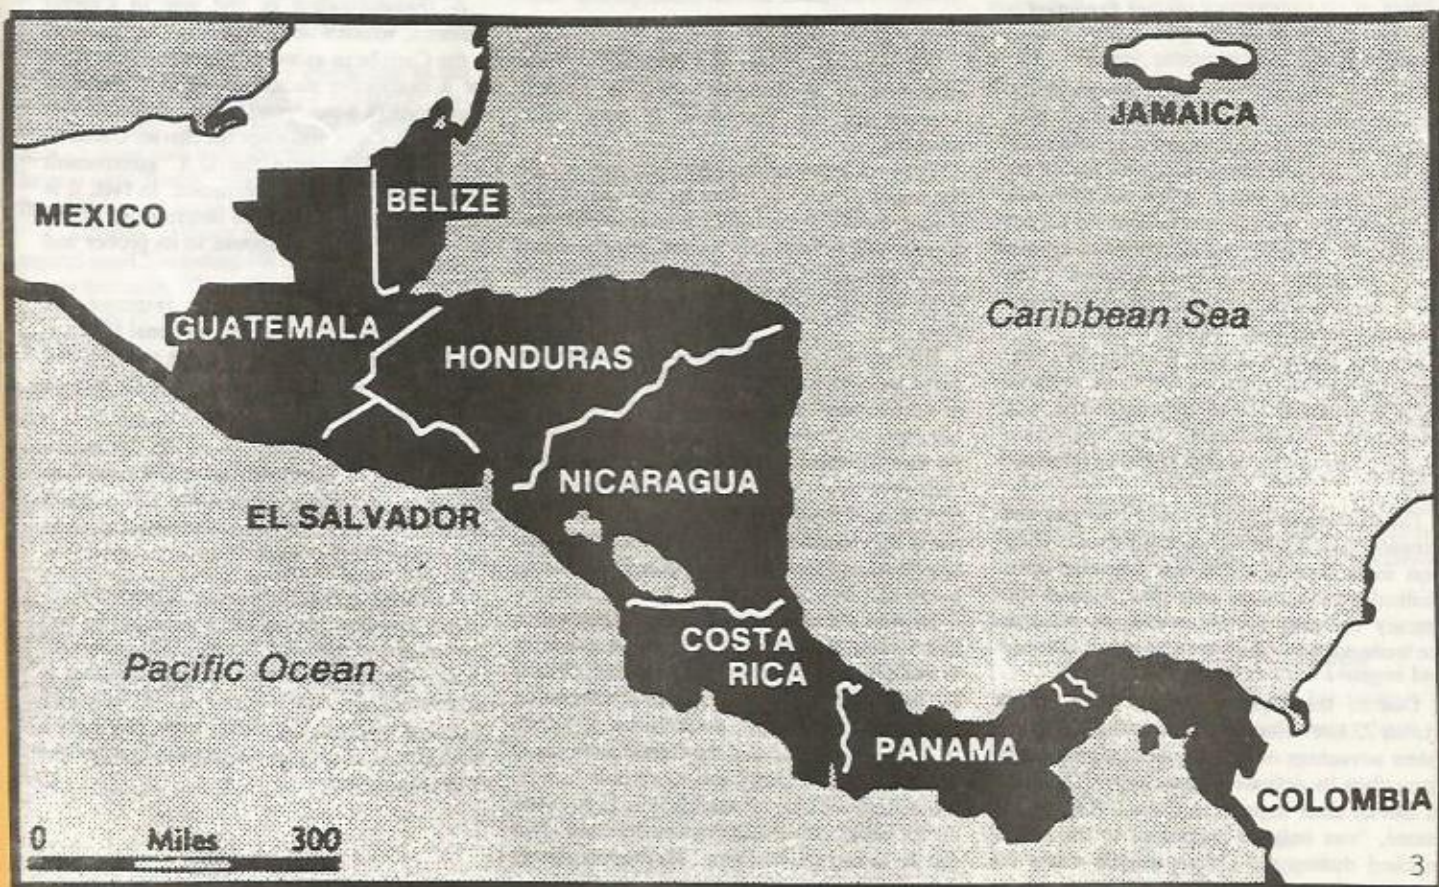 JAMAICA
MEXICO
BELIZE
Caribbean Sea
GUATEMALA
HONDURAS
NICARAGUA
EL SALVADOR
COSTA
RICA
Pacific Ocean
PANAMA
COLOMBIA
0 Miles 300
3